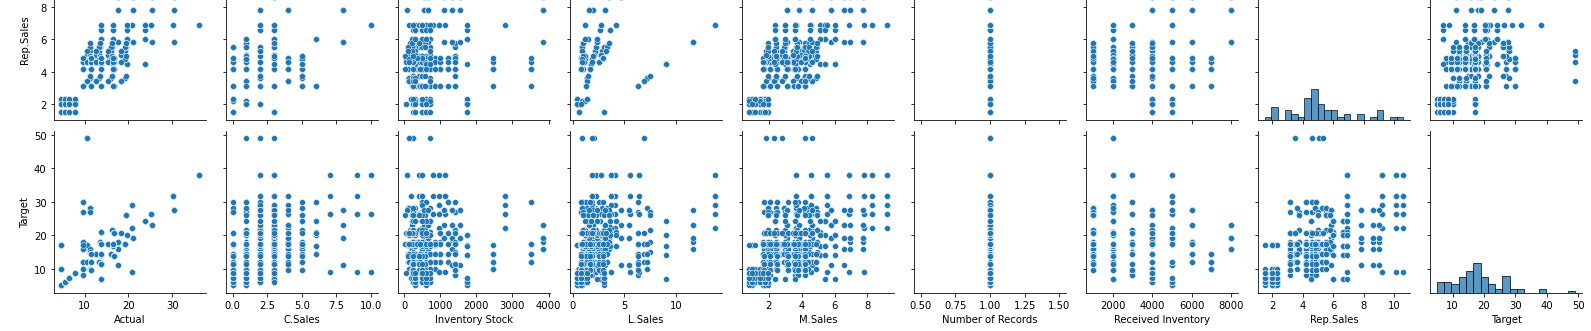 8
6
4
2
Rep.Sales
50
40
30
20
10
Target
10 20 30
0.0 2.5 5.0 7.5 10.0
0 1000 2000 3000 4000
0 5 10
2 4 6 8
0.50 0.75 1.00 1.25 1.50
2000 4000 6000 8000
2 4 6 8 10
10 20 30 40 50
Actual C.Sales Inventory Stock L.Sales M.Sales Number of Records Received Inventory Rep.Sales Target